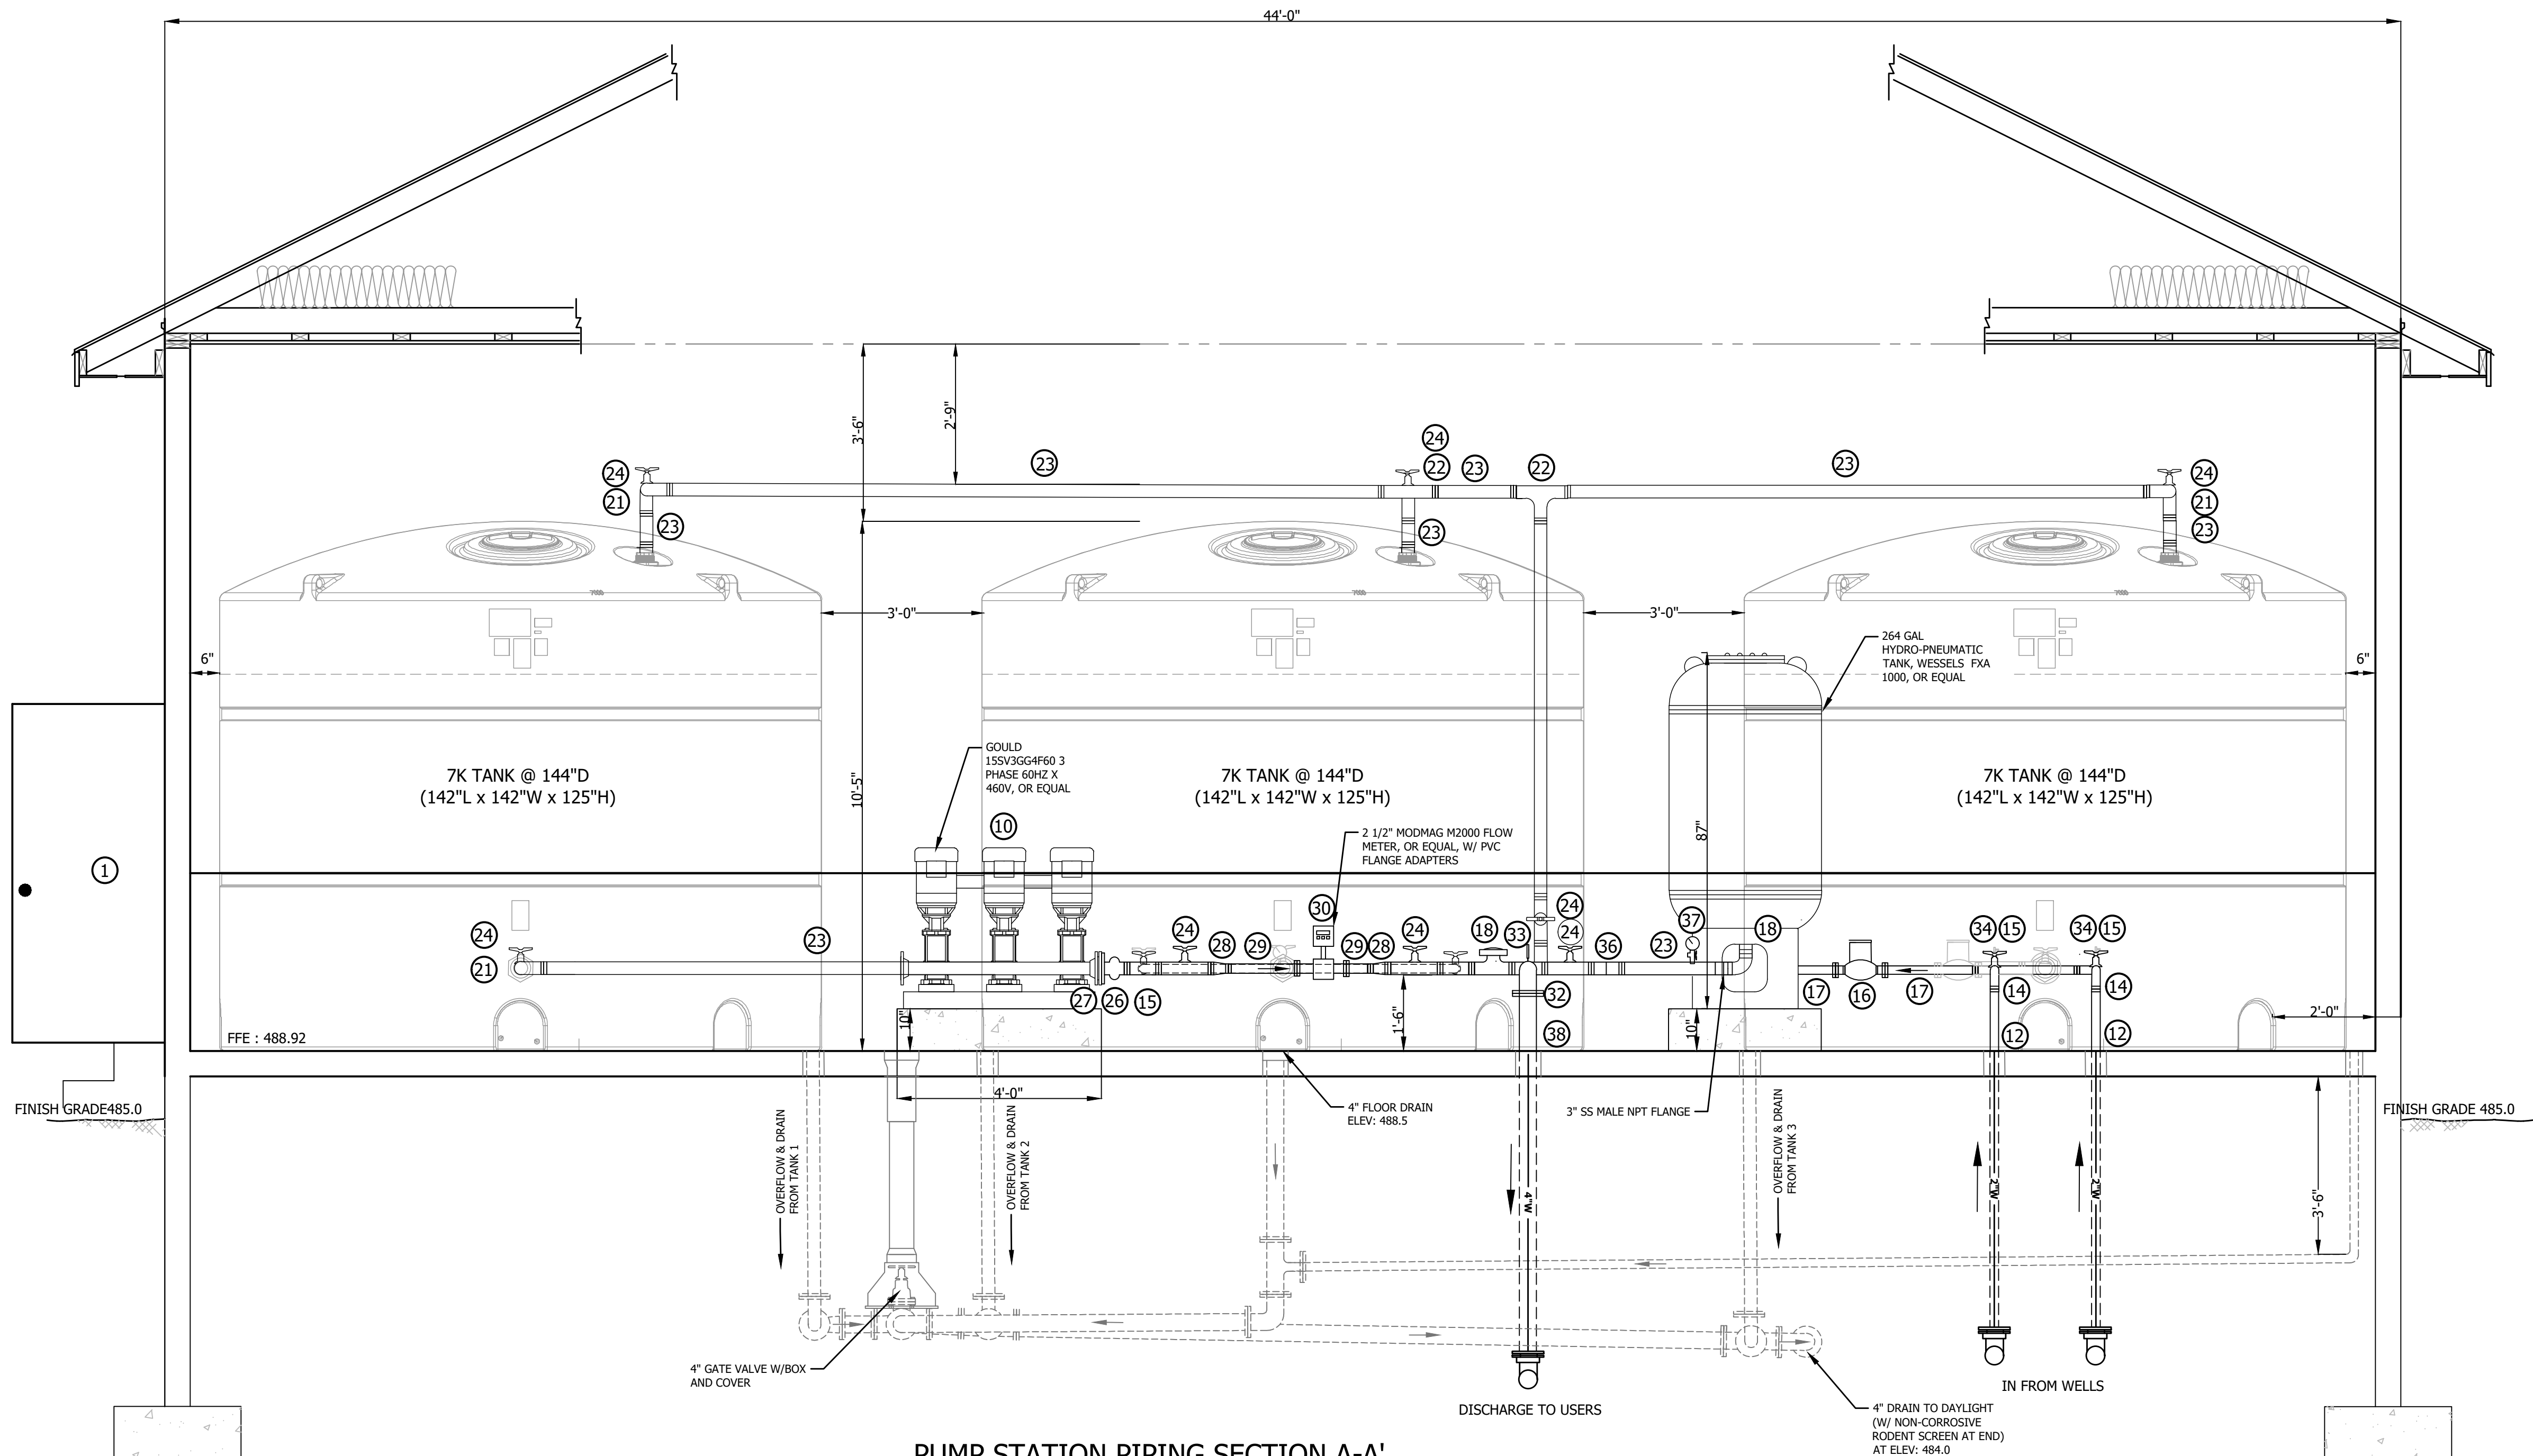 44'-0"
3'-6"
2'-9"
24
21
23
23
24
22
23
22
23
23
24
21
23
3'-0"
3'-0"
6"
6"
264 GAL
HYDRO-PNEUMATIC
TANK, WESSELS FXA
1000, OR EQUAL
GOULD
15SV3GG4F60 3
PHASE 60HZ X
460V, OR EQUAL
7K TANK @ 144"D
(142"L x 142"W x 125"H)
7K TANK @ 144"D
(142"L x 142"W x 125"H)
7K TANK @ 144"D
(142"L x 142"W x 125"H)
10'-5"
87"
10
2 1/2" MODMAG M2000 FLOW
METER, OR EQUAL, W/ PVC
FLANGE ADAPTERS
1
24
21
23
30
24
28
29
29
28
24
18
33
24
24
36
23
37
18
34
15
34
15
27
26
15
32
38
17
16
17
14
14
12
12
FFE : 488.92
10"
1'-6"
10"
2'-0"
4'-0"
FINISH GRADE485.0
FINISH GRADE 485.0
4" FLOOR DRAIN
ELEV: 488.5
3" SS MALE NPT FLANGE
OVERFLOW & DRAIN
FROM TANK 1
OVERFLOW & DRAIN
FROM TANK 2
OVERFLOW & DRAIN
FROM TANK 3
4"W
2"W
2"W
3'-6"
4" GATE VALVE W/BOX
AND COVER
DISCHARGE TO USERS
IN FROM WELLS
4" DRAIN TO DAYLIGHT
(W/ NON-CORROSIVE
RODENT SCREEN AT END)
AT ELEV: 484.0
PUMP STATION PIPING SECTION A-A'